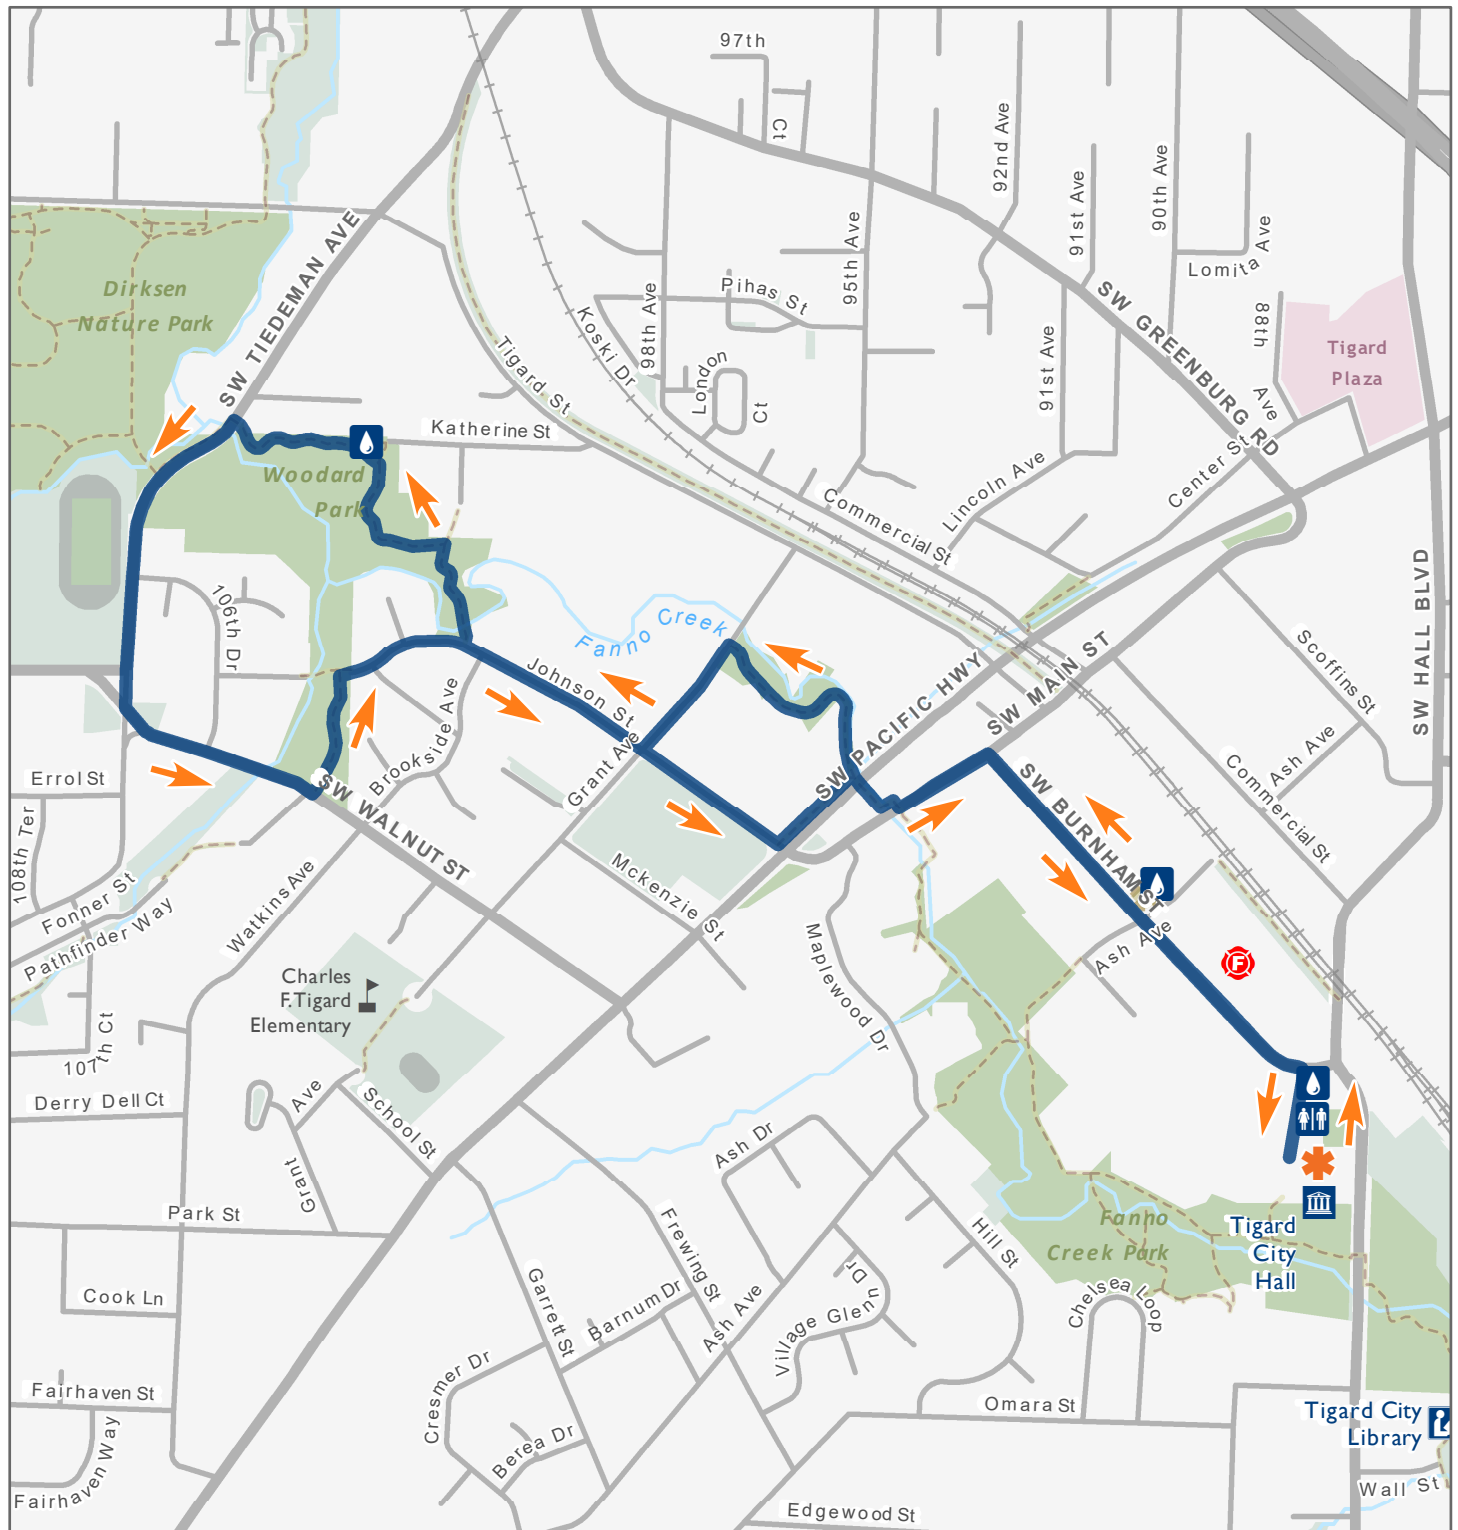 97th
Ct
92nd Ave
91st Ave
90th Ave
Lomita Ave
95th Ave
98th Ave
Pihas St
Koski Dr
London
Ct
Tigard St
88th
Ave
Tigard
Plaza
SW GREENBURG RD
Center St
91st Ave
Lincoln Ave
Commercial St
Dirksen
Nature Park
SW TIEDEMAN AVE
Katherine St
Woodard
Park
106th Dr
Fanno Creek
Johnson St
Grant Ave
Brookside Ave
SW PACIFIC HWY
SW MAIN ST
SW HALL BLVD
Scoffins St
Ash Ave
Commercial St
SW BURNHAM ST
Ash Ave
F
Errol St
108th Ter
SW WALNUT ST
Watkins Ave
Fonner St
Pathfinder Way
Mckenzie St
Maplewood Dr
Charles
F.Tigard
Elementary
107th Ct
Derry Dell Ct
Grant
Ave
School St
Park St
Ash Dr
Cook Ln
Garrett St
Frewing St
Barnum Dr
Ash Ave
Village Glen Dr
Hill St
Fanno
Creek Park
Chelsea Loop
Tigard
City
Hall
Fairhaven St
Fairhaven Way
Cresmer Dr
Berea Dr
Omara St
Tigard City
Library
Wall St
Edgewood St